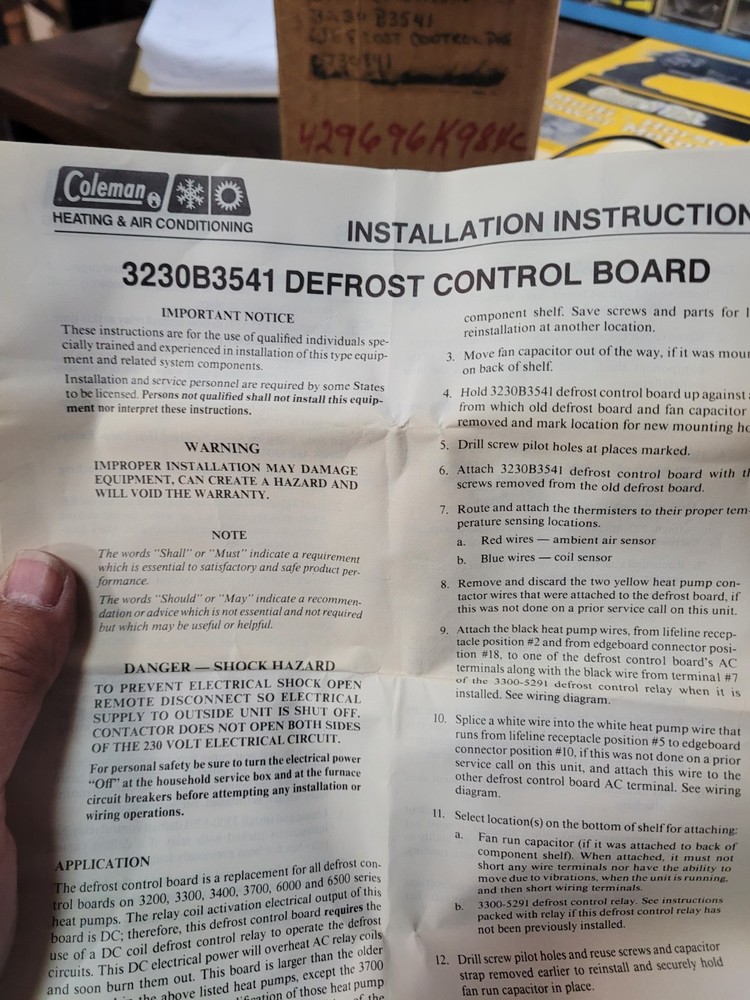 3230 B3541
DEFROST CONTROL
429696K984C
Coleman
HEATING & AIR CONDITIONING
INSTALLATION INSTRUCTION
3230B3541 DEFROST CONTROL BOARD
IMPORTANT NOTICE
These instructions are for the use of qualified individuals spe-
cially trained and experienced in installation of this type equip-
ment and related system components.
Installation and service personnel are required by some States
to be licensed. Persons not qualified shall not install this equip-
ment nor interpret these instructions.
WARNING
IMPROPER INSTALLATION MAY DAMAGE
EQUIPMENT, CAN CREATE A HAZARD AND
WILL VOID THE WARRANTY.
NOTE
The words "Shall" or "Must" indicate a requirement
which is essential to satisfactory and safe product per-
formance.
The words "Should" or "May" indicate a recommen-
dation or advice which is not essential and not required
but which may be useful or helpful.
DANGER — SHOCK HAZARD
TO PREVENT ELECTRICAL SHOCK OPEN
REMOTE DISCONNECT SO ELECTRICAL
SUPPLY TO OUTSIDE UNIT IS SHUT OFF.
CONTACTOR DOES NOT OPEN BOTH SIDES
OF THE 230 VOLT ELECTRICAL CIRCUIT.
For personal safety be sure to turn the electrical power
"Off" at the household service box and at the furnace
circuit breakers before attempting any installation or
wiring operations.
APPLICATION
The defrost control board is a replacement for all defrost con-
trol boards on 3200, 3300, 3400, 3700, 6000 and 6500 series
heat pumps. The relay coil activation electrical output of this
board is DC; therefore, this defrost control board requires the
use of a DC coil defrost control relay to operate the defrost
circuits. This DC electrical power will overheat AC relay coils
and soon burn them out. This board is larger than the older
the above listed heat pumps, except the 3700
of those heat pump
of the
component shelf. Save screws and parts for
reinstallation at another location.
3. Move fan capacitor out of the way, if it was
on back of shelf.
4. Hold 3230B3541 defrost control board up against
from which old defrost board and fan capacitor
removed and mark location for new mounting
5. Drill screw pilot holes at places marked.
6. Attach 3230B3541 defrost control board with
screws removed from the old defrost board.
7. Route and attach the thermisters to their proper tem-
perature sensing locations.
a. Red wires — ambient air sensor
b. Blue wires — coil sensor
8. Remove and discard the two yellow heat pump con-
tactor wires that were attached to the defrost board, if
this was not done on a prior service call on this unit.
9. Attach the black heat pump wires, from lifeline recep-
tacle position #2 and from edgeboard connector posi-
tion #18, to one of the defrost control board's AC
terminals along with the black wire from terminal #7
of the 3300-5291 defrost control relay when it is
installed. See wiring diagram.
10. Splice a white wire into the white heat pump wire that
runs from lifeline receptacle position #5 to edgeboard
connector position #10, if this was not done on a prior
service call on this unit, and attach this wire to the
other defrost control board AC terminal. See wiring
diagram.
11. Select location(s) on the bottom of shelf for attaching:
a. Fan run capacitor (if it was attached to back of
component shelf). When attached, it must not
short any wire terminals nor have the ability to
move due to vibrations, when the unit is running,
and then short wiring terminals.
b. 3300-5291 defrost control relay. See instructions
packed with relay if this defrost control relay has
not been previously installed.
12. Drill screw pilot holes and reuse screws and capacitor
strap removed earlier to reinstall and securely hold
fan run capacitor in place.